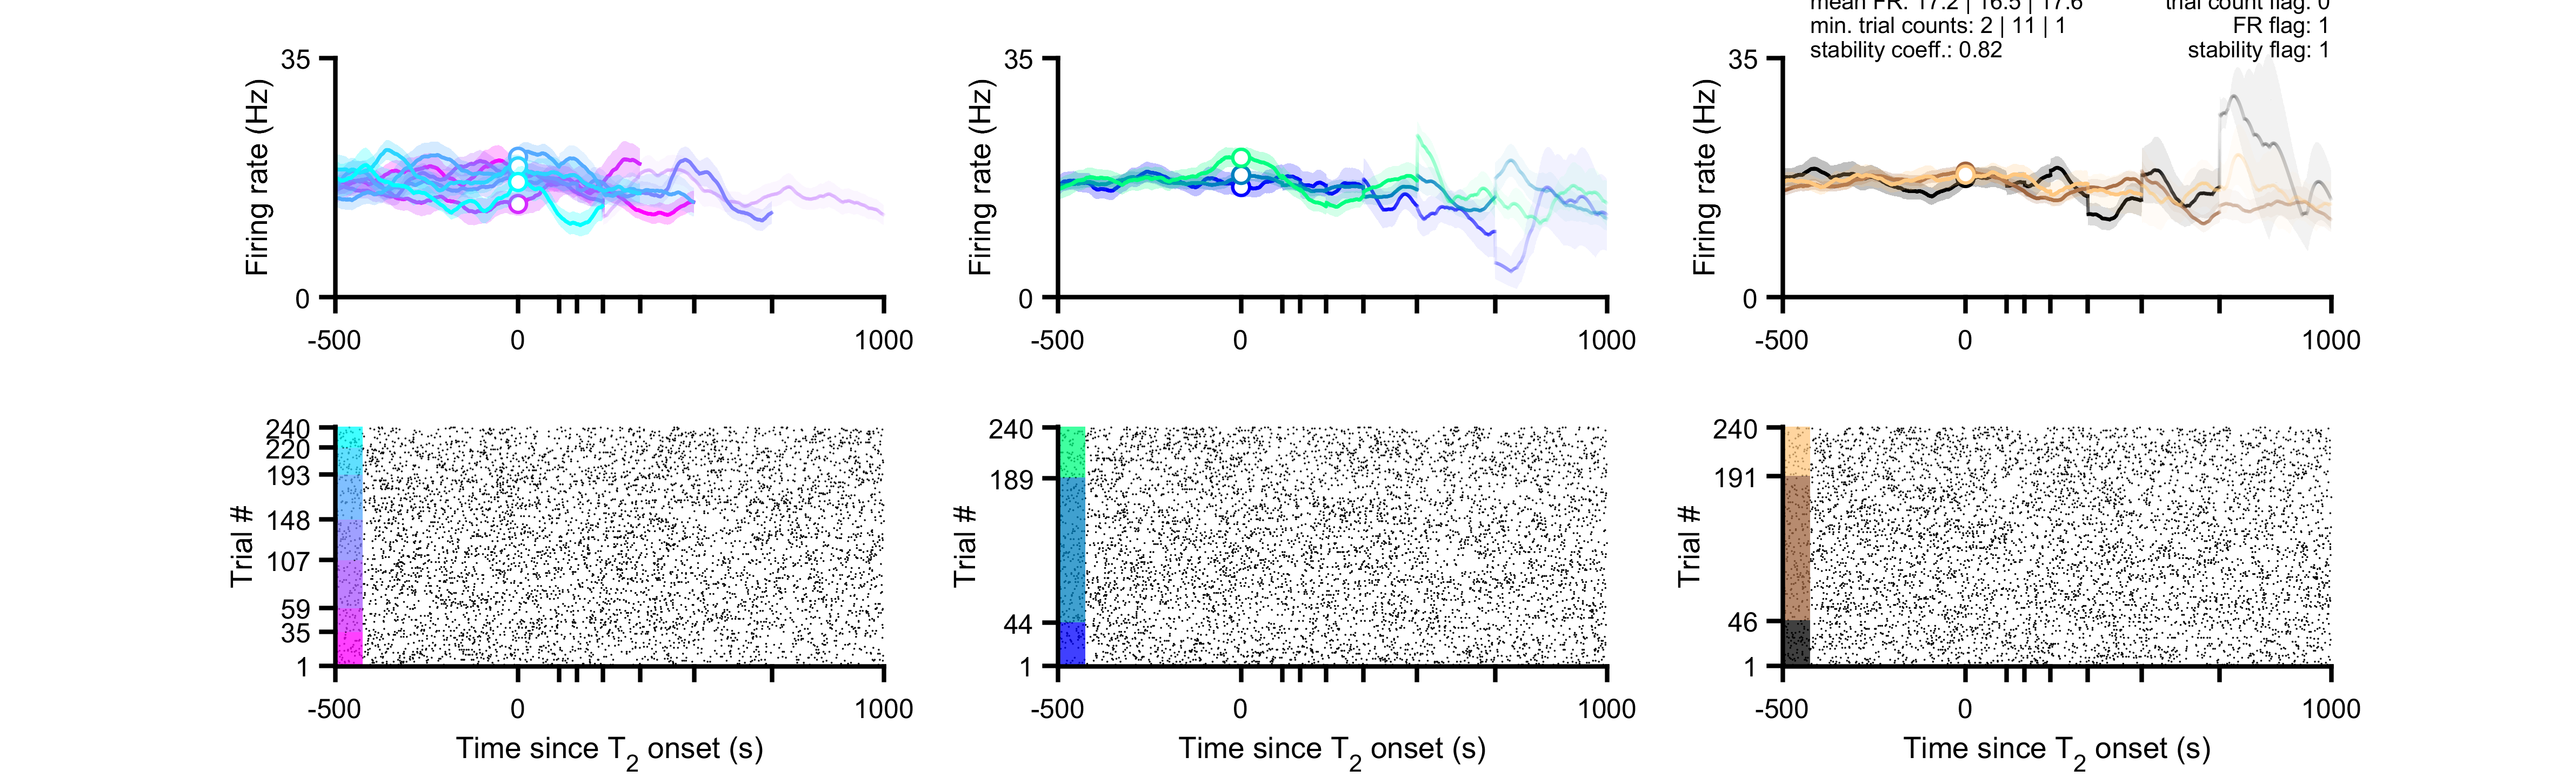 mean FR: 17.2 | 16.5 | 17.6 trial count flag: 0
min. trial counts: 2 | 11 | 1 FR flag: 1
stability coeff.: 0.82 stability flag: 1
35 35 35
Firing rate (Hz) Firing rate (Hz) Firing rate (Hz)
0 0 0
-500 0 1000 -500 0 1000 -500 0 1000
240 240 240
220
193 189 191
148
Trial # Trial # Trial #
107
59
35 44 46
1 1 1
-500 0 1000 -500 0 1000 -500 0 1000
Time since T2 onset (s) Time since T2 onset (s) Time since T2 onset (s)